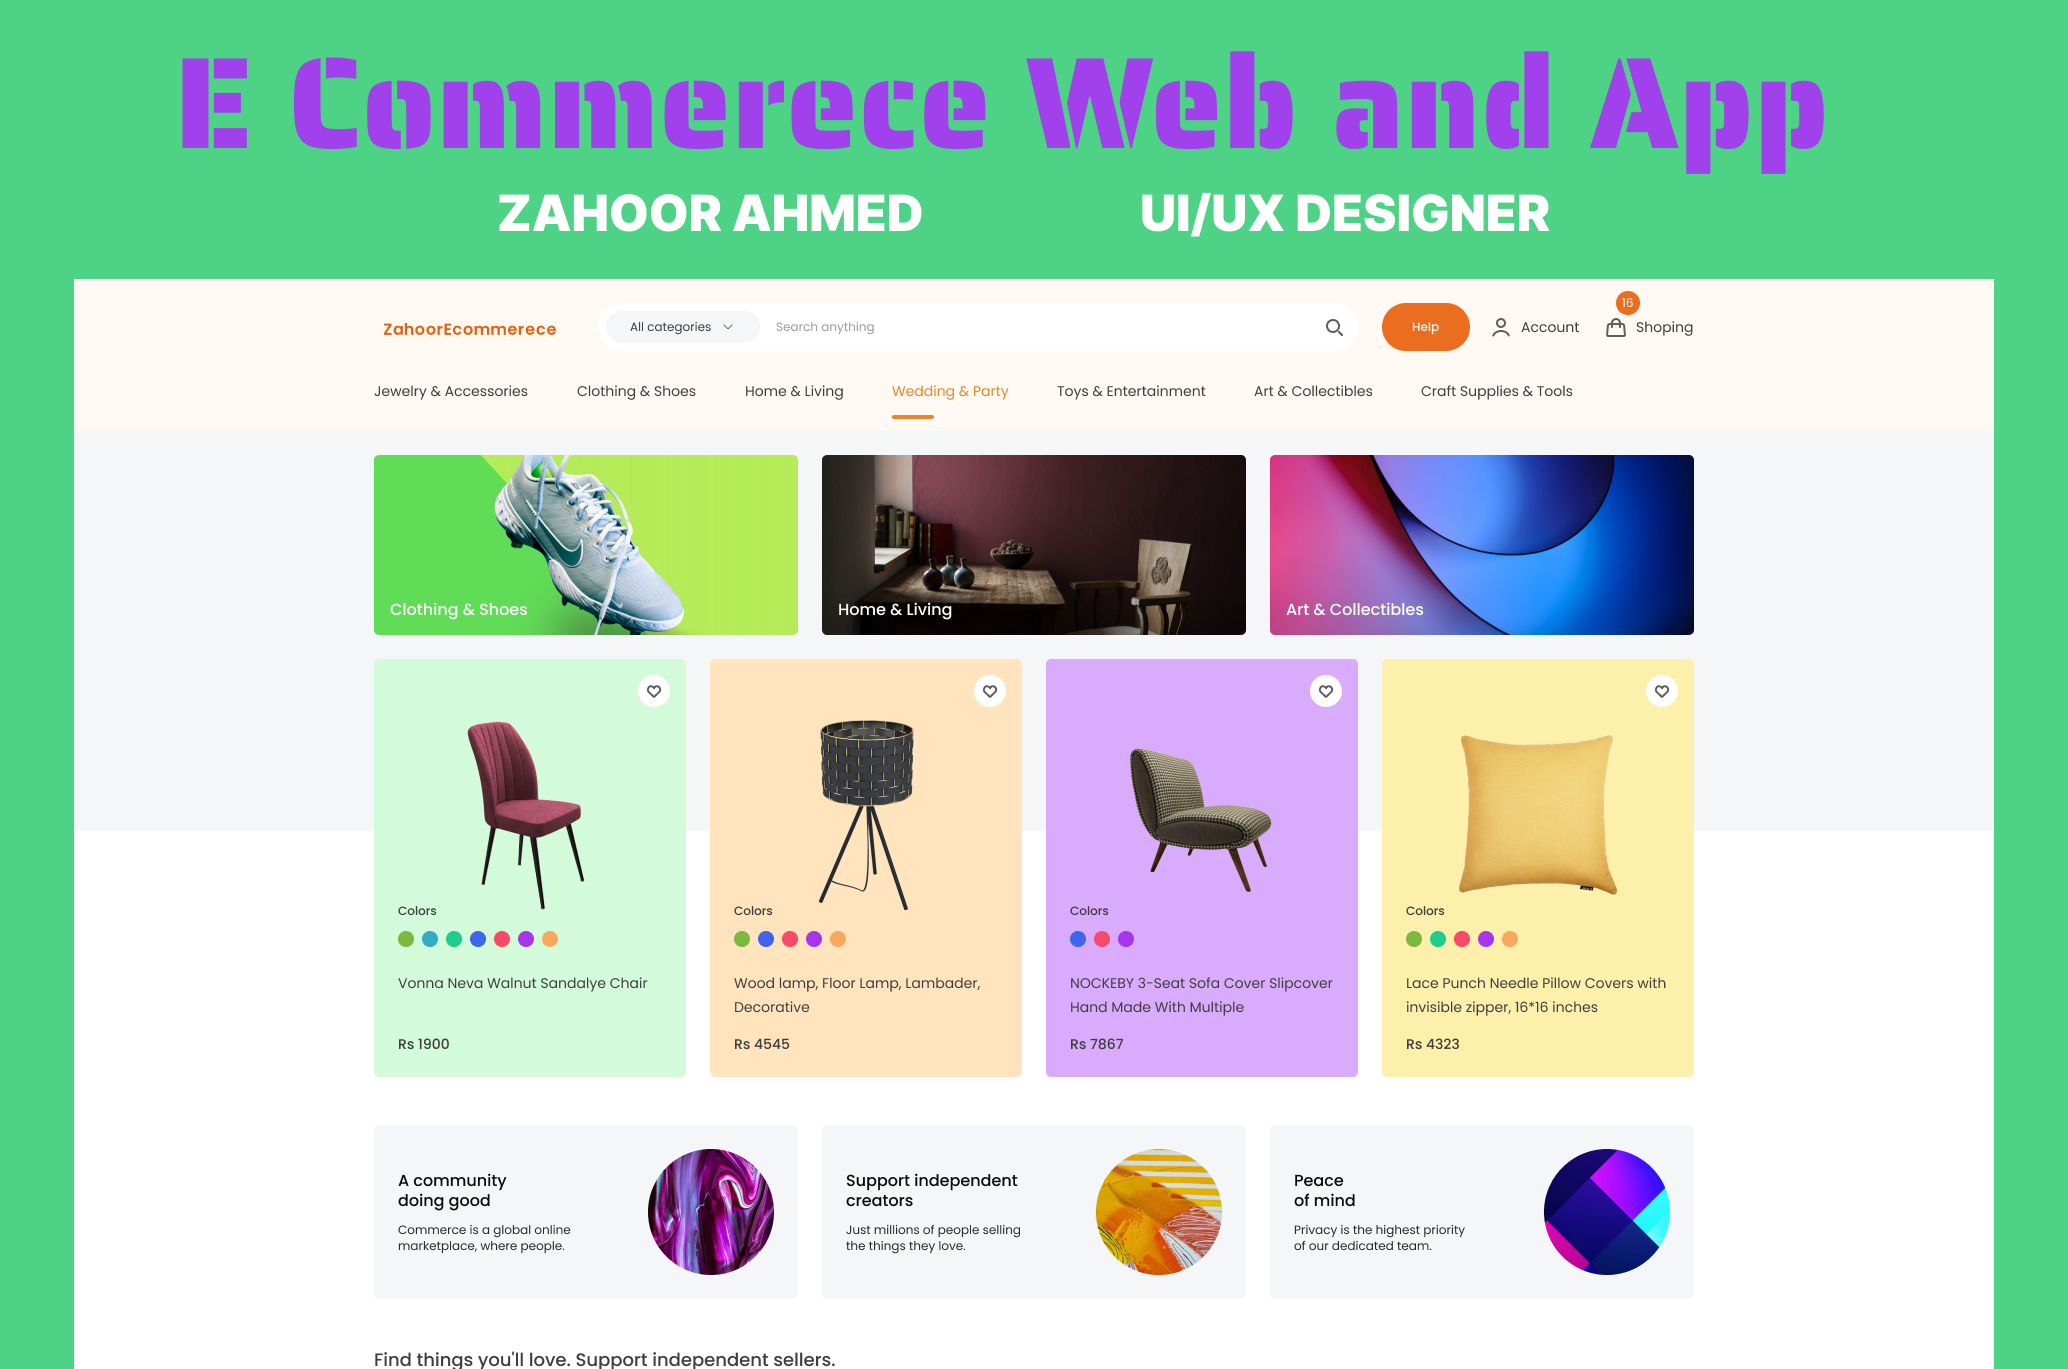 E Commerece Web and App
ZAHOOR AHMED
UI/UX DESIGNER
ZahoorEcommerece
All categories
Search anything
Help
Account
16
Shoping
Jewelry & Accessories
Clothing & Shoes
Home & Living
Wedding & Party
Toys & Entertainment
Art & Collectibles
Craft Supplies & Tools
Clothing & Shoes
Home & Living
Art & Collectibles
Colors
Vonna Neva Walnut Sandalye Chair
Rs 1900
Colors
Wood lamp, Floor Lamp, Lambader,
Decorative
Rs 4545
Colors
NOCKEBY 3-Seat Sofa Cover Slipcover
Hand Made With Multiple
Rs 7867
Colors
Lace Punch Needle Pillow Covers with
invisible zipper, 16*16 inches
Rs 4323
A community
doing good
Commerce is a global online
marketplace, where people.
Support independent
creators
Just millions of people selling
the things they love.
Peace
of mind
Privacy is the highest priority
of our dedicated team.
Find things you'll love. Support independent sellers.